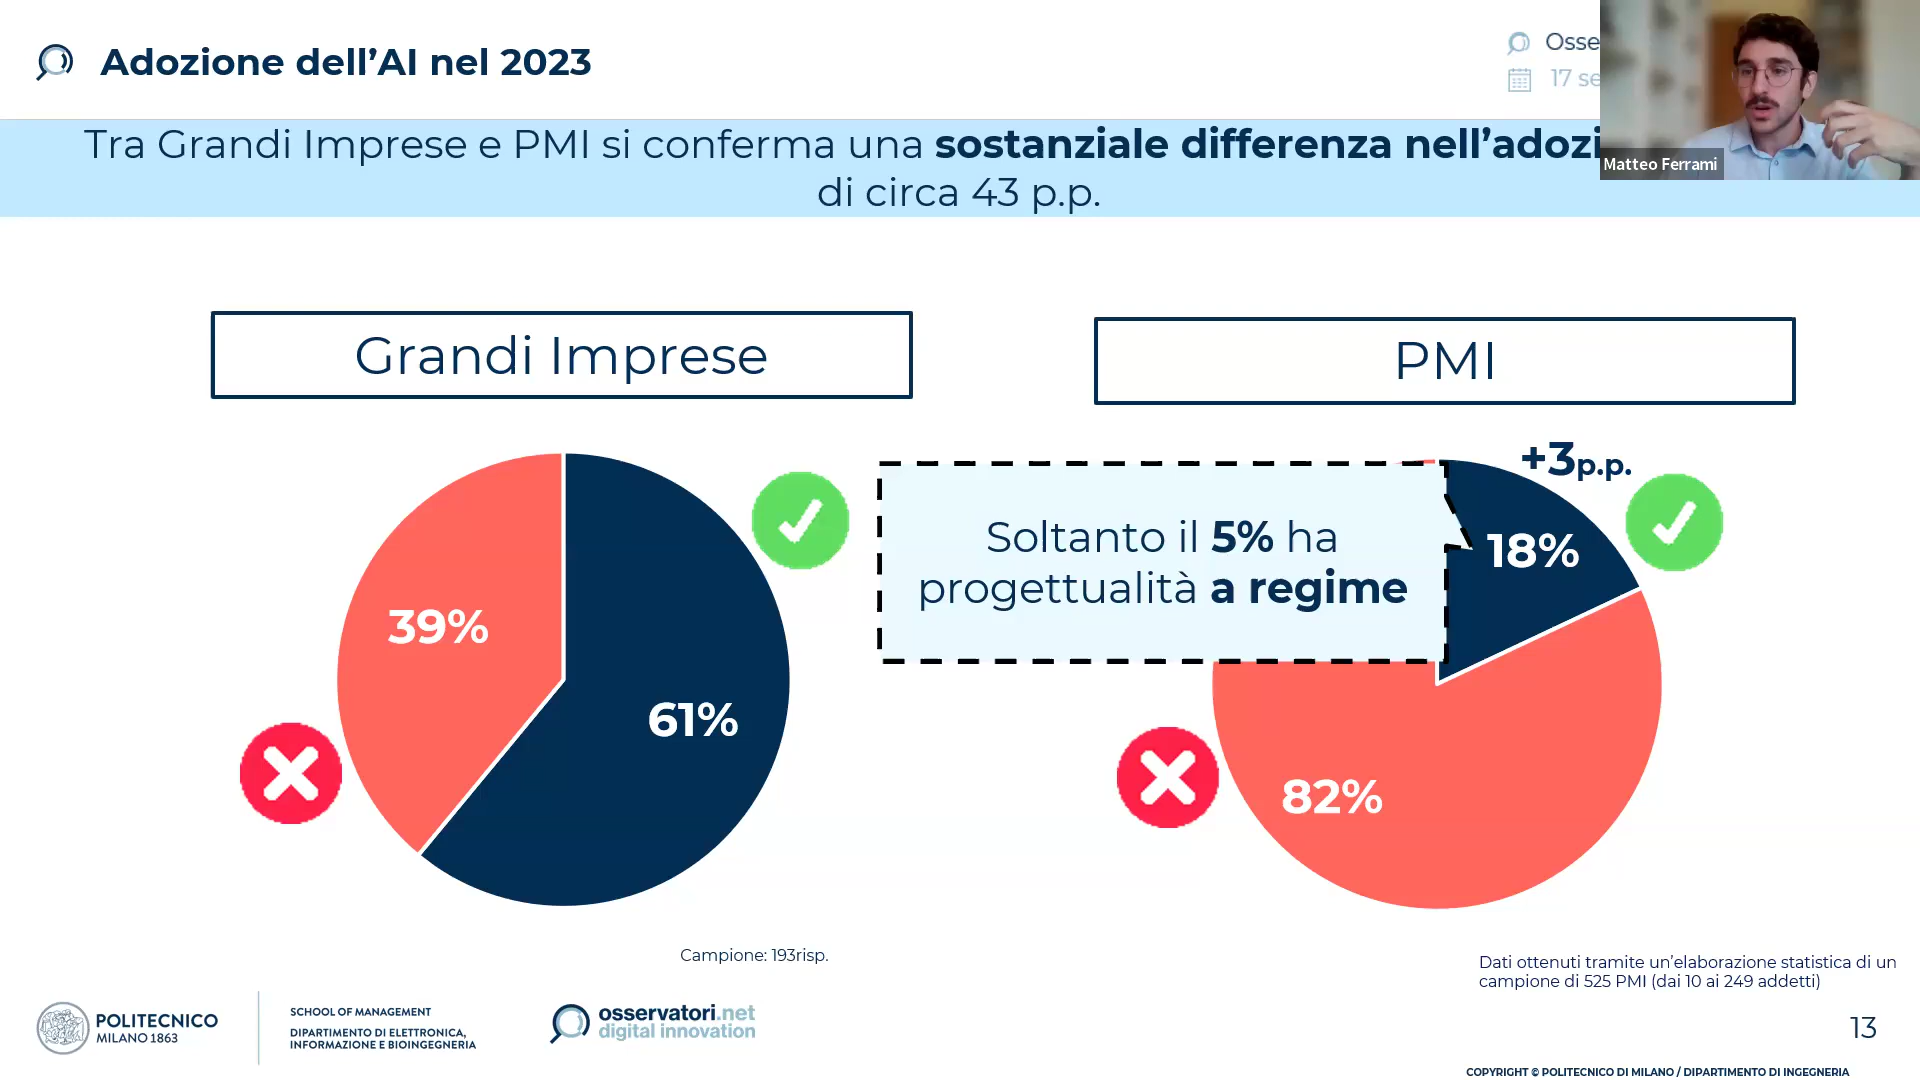 Adozione dell'AI nel 2023
Osse
17 se
Matteo Ferrami
Tra Grandi Imprese e PMI si conferma una sostanziale differenza nell'adozi
di circa 43 p.p.
Grandi Imprese
PMI
39%
61%
Soltanto il 5% ha
progettualità a regime
+3p.p.
18%
82%
Campione: 193risp.
Dati ottenuti tramite un'elaborazione statistica di un
campione di 525 PMI (dai 10 ai 249 addetti)
POLITECNICO
MILANO 1863
SCHOOL OF MANAGEMENT
DIPARTIMENTO DI ELETTRONICA,
INFORMAZIONE E BIOINGEGNERIA
osservatori.net
digital innovation
13
COPYRIGHT © POLITECNICO DI MILANO / DIPARTIMENTO DI INGEGNERIA